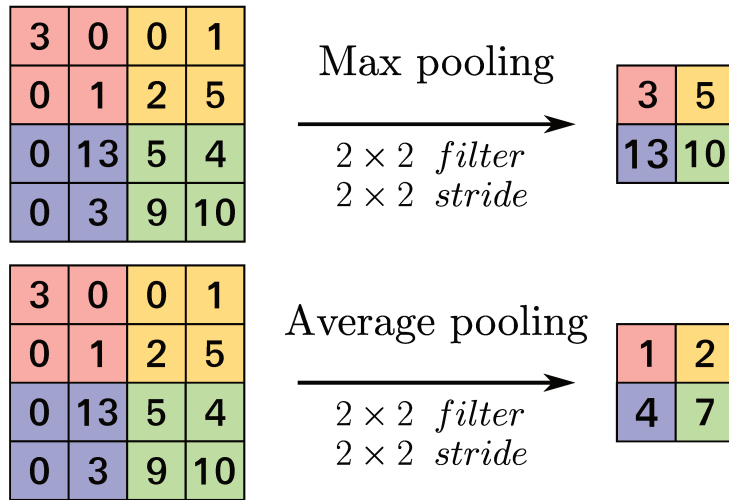 3 0 0 1
0 1 2 5
0 13 5 4
0 3 9 10
Max pooling
2 × 2 filter
2 × 2 stride
3 5
13 10
3 0 0 1
0 1 2 5
0 13 5 4
0 3 9 10
Average pooling
2 × 2 filter
2 × 2 stride
1 2
4 7